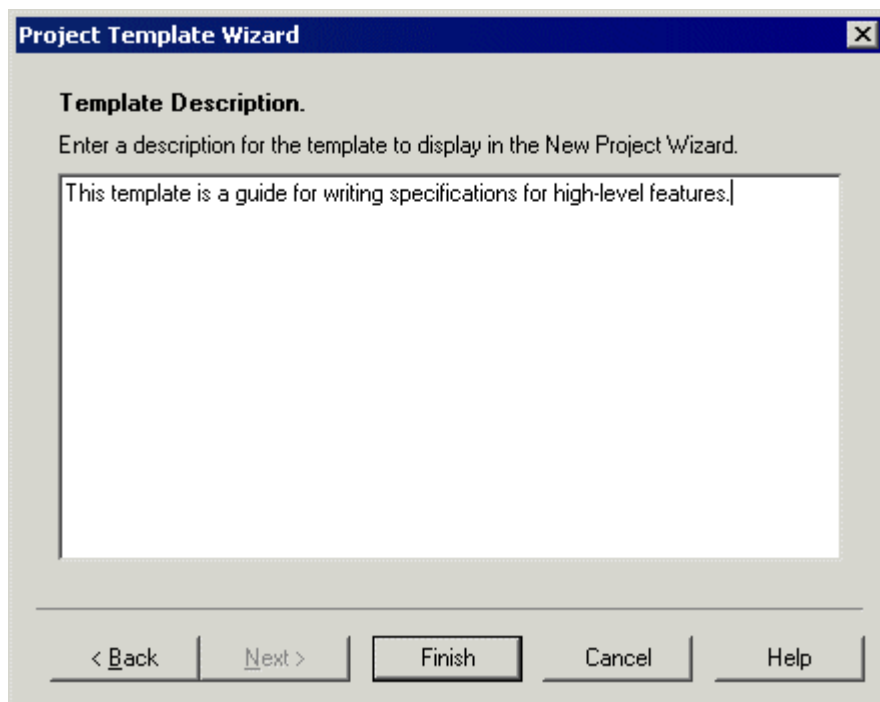 Project Template Wizard
Template Description.
Enter a description for the template to display in the New Project Wizard.
This template is a guide for writing specifications for high-level features.
< Back Next > Finish Cancel Help